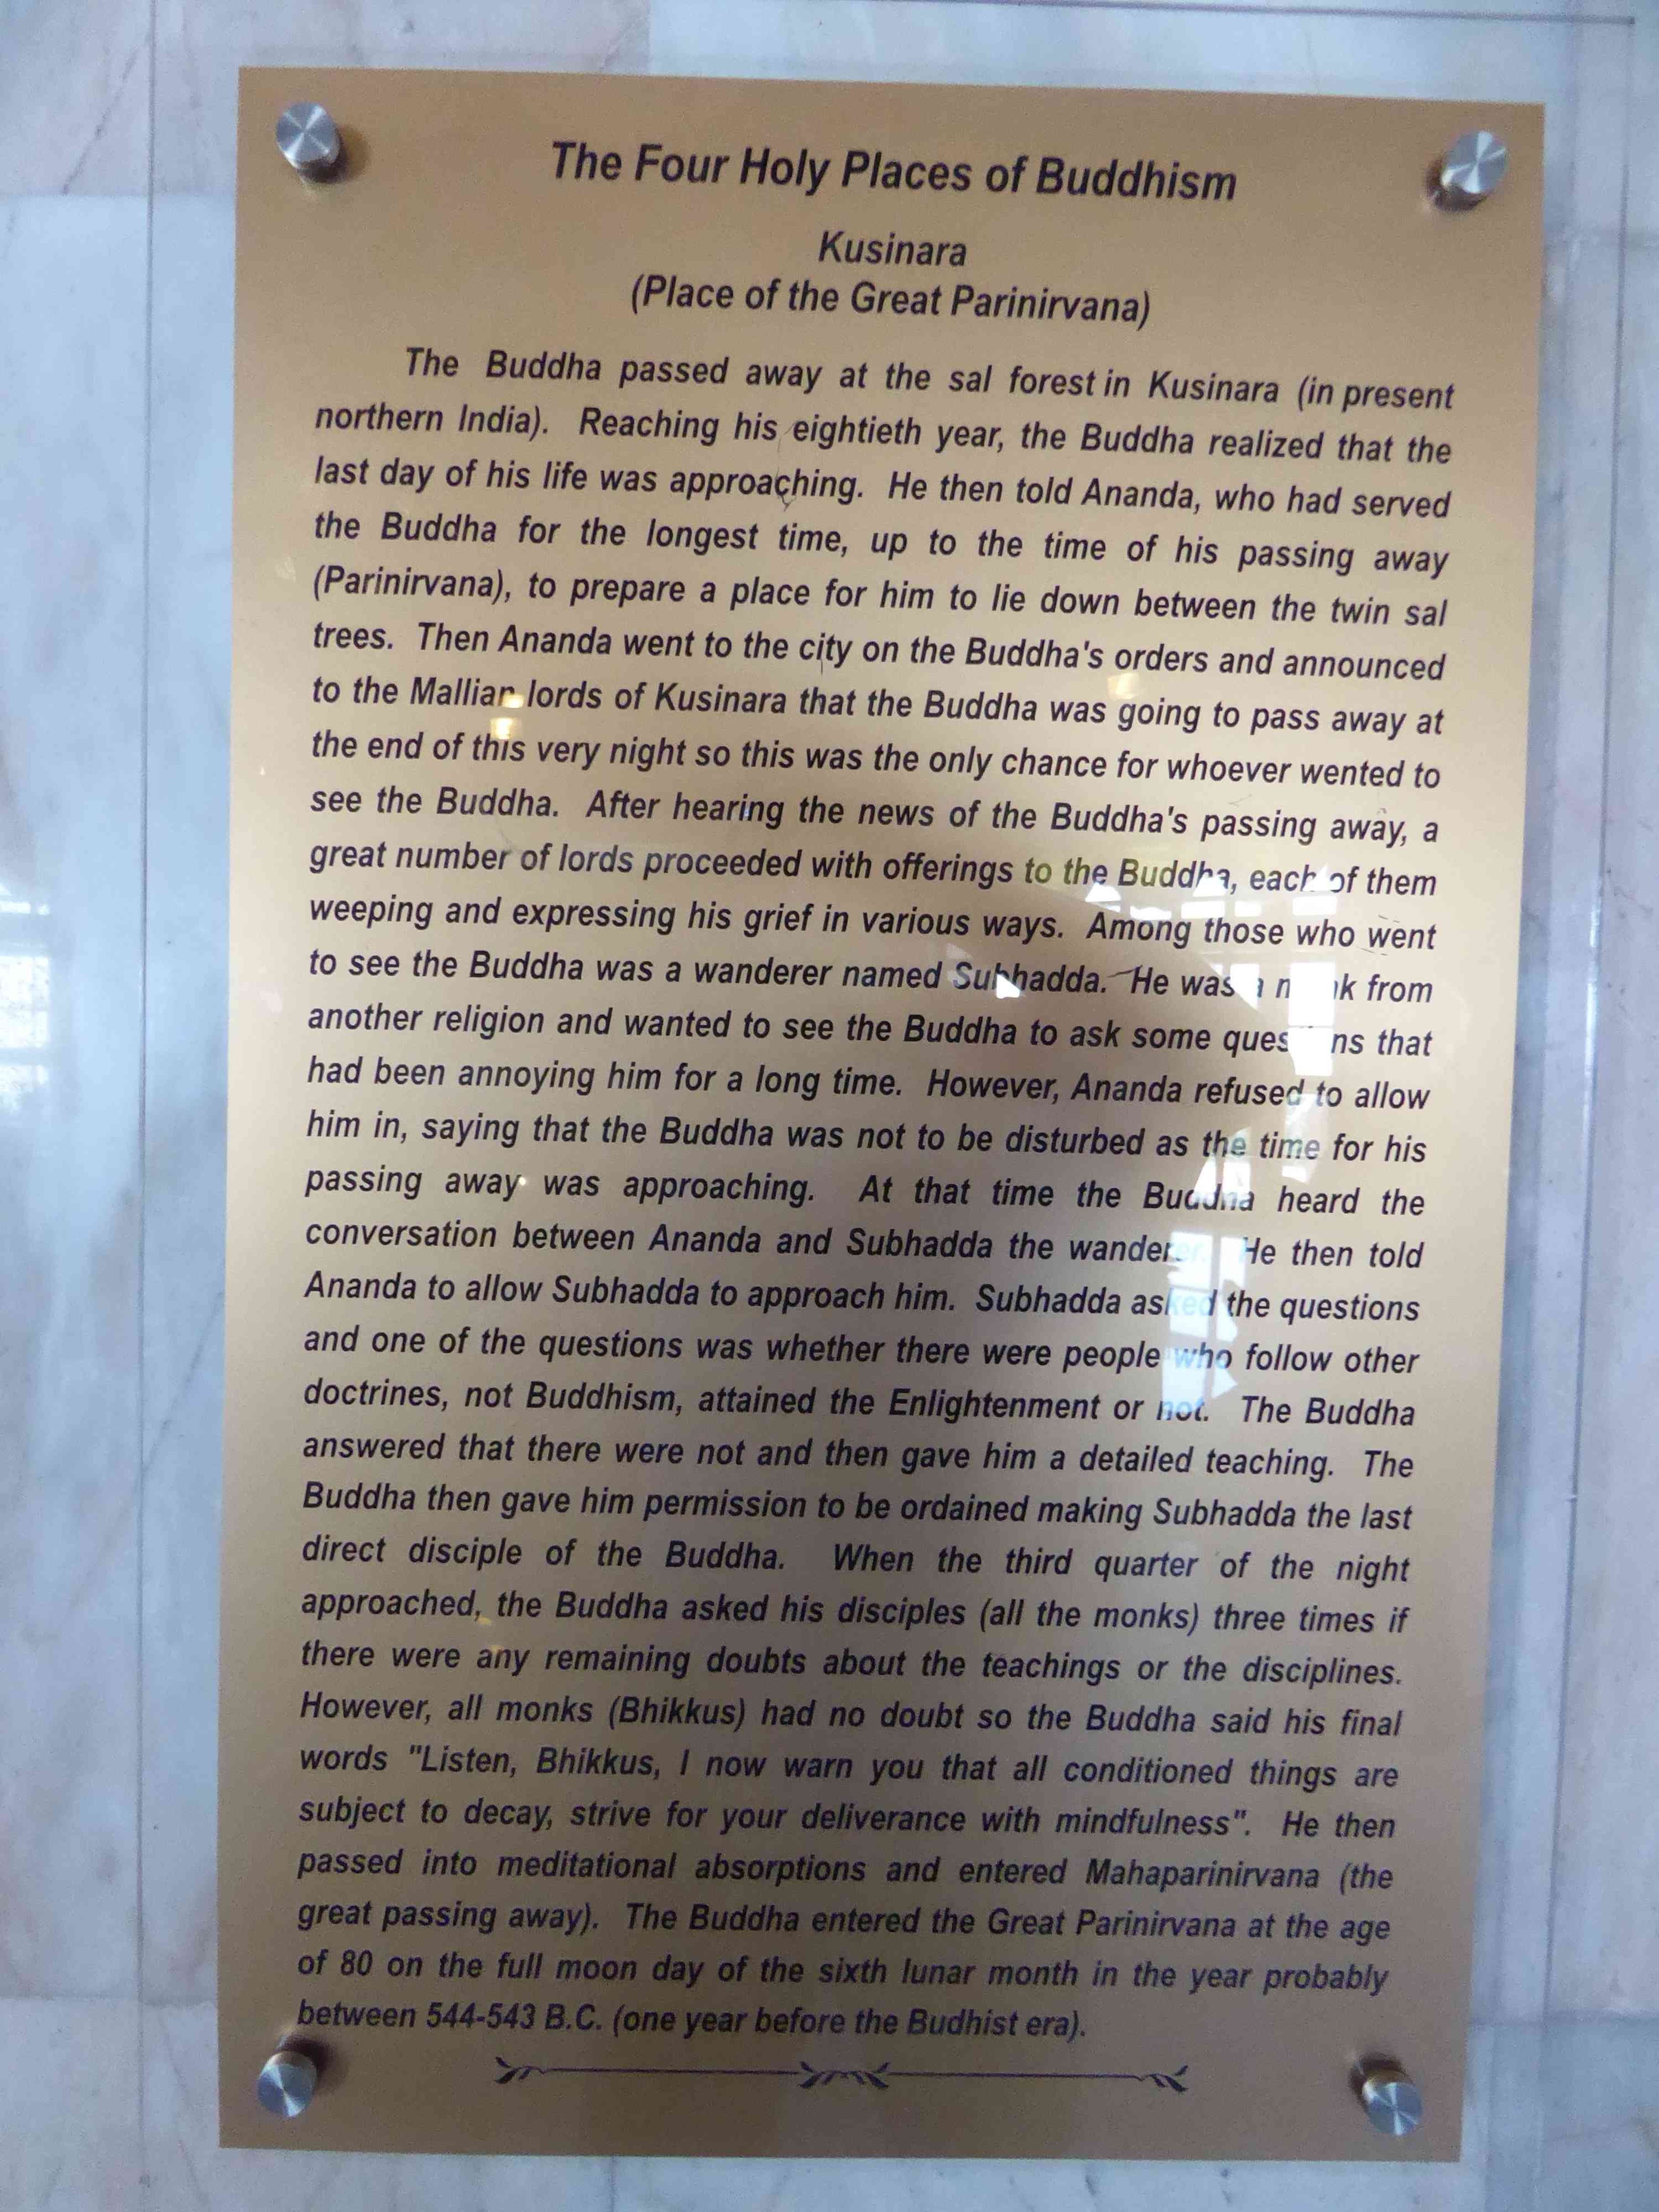 The Four Holy Places of Buddhism
Kusinara
(Place of the Great Parinirvana)
The Buddha passed away at the sal forest in Kusinara (in present
northern India). Reaching his eightieth year, the Buddha realized that the
last day of his life was approaching. He then told Ananda, who had served
the Buddha for the longest time, up to the time of his passing away
(Parinirvana), to prepare a place for him to lie down between the twin sal
trees. Then Ananda went to the city on the Buddha's orders and announced
to the Mallian lords of Kusinara that the Buddha was going to pass away at
the end of this very night so this was the only chance for whoever wented to
see the Buddha. After hearing the news of the Buddha's passing away, a
great number of lords proceeded with offerings to the Buddha, each of them
weeping and expressing his grief in various ways. Among those who went
to see the Buddha was a wanderer named Subhadda. He was a monk from
another religion and wanted to see the Buddha to ask some questions that
had been annoying him for a long time. However, Ananda refused to allow
him in, saying that the Buddha was not to be disturbed as the time for his
passing away was approaching. At that time the Buddha heard the
conversation between Ananda and Subhadda the wanderer. He then told
Ananda to allow Subhadda to approach him. Subhadda asked the questions
and one of the questions was whether there were people who follow other
doctrines, not Buddhism, attained the Enlightenment or not. The Buddha
answered that there were not and then gave him a detailed teaching. The
Buddha then gave him permission to be ordained making Subhadda the last
direct disciple of the Buddha. When the third quarter of the night
approached, the Buddha asked his disciples (all the monks) three times if
there were any remaining doubts about the teachings or the disciplines.
However, all monks (Bhikkus) had no doubt so the Buddha said his final
words "Listen, Bhikkus, I now warn you that all conditioned things are
subject to decay, strive for your deliverance with mindfulness". He then
passed into meditational absorptions and entered Mahaparinirvana (the
great passing away). The Buddha entered the Great Parinirvana at the age
of 80 on the full moon day of the sixth lunar month in the year probably
between 544-543 B.C. (one year before the Budhist era).